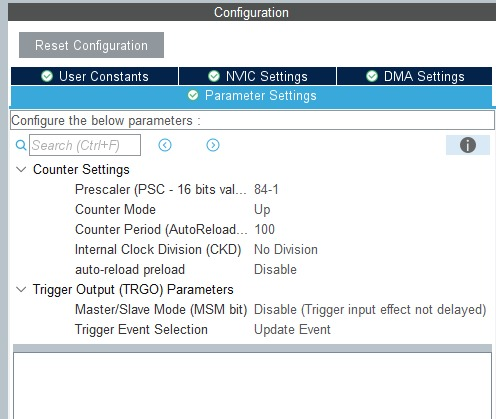 Configuration
Reset Configuration
User Constants NVIC Settings DMA Settings
Parameter Settings
Configure the below parameters :
Search (Ctrl+F)
Counter Settings
Prescaler (PSC - 16 bits val... 84-1
Counter Mode Up
Counter Period (AutoReload... 100
Internal Clock Division (CKD) No Division
auto-reload preload Disable
Trigger Output (TRGO) Parameters
Master/Slave Mode (MSM bit) Disable (Trigger input effect not delayed)
Trigger Event Selection Update Event